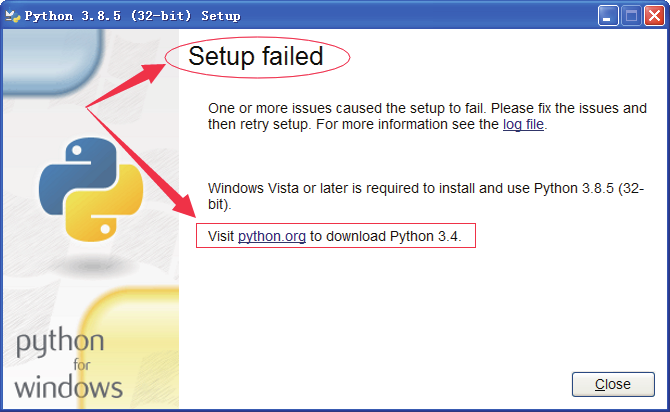 Python 3.8.5 (32-bit) Setup
Setup failed
One or more issues caused the setup to fail. Please fix the issues and
then retry setup. For more information see the log file.
Windows Vista or later is required to install and use Python 3.8.5 (32-
bit).
Visit python.org to download Python 3.4.
python
for
windows
Close